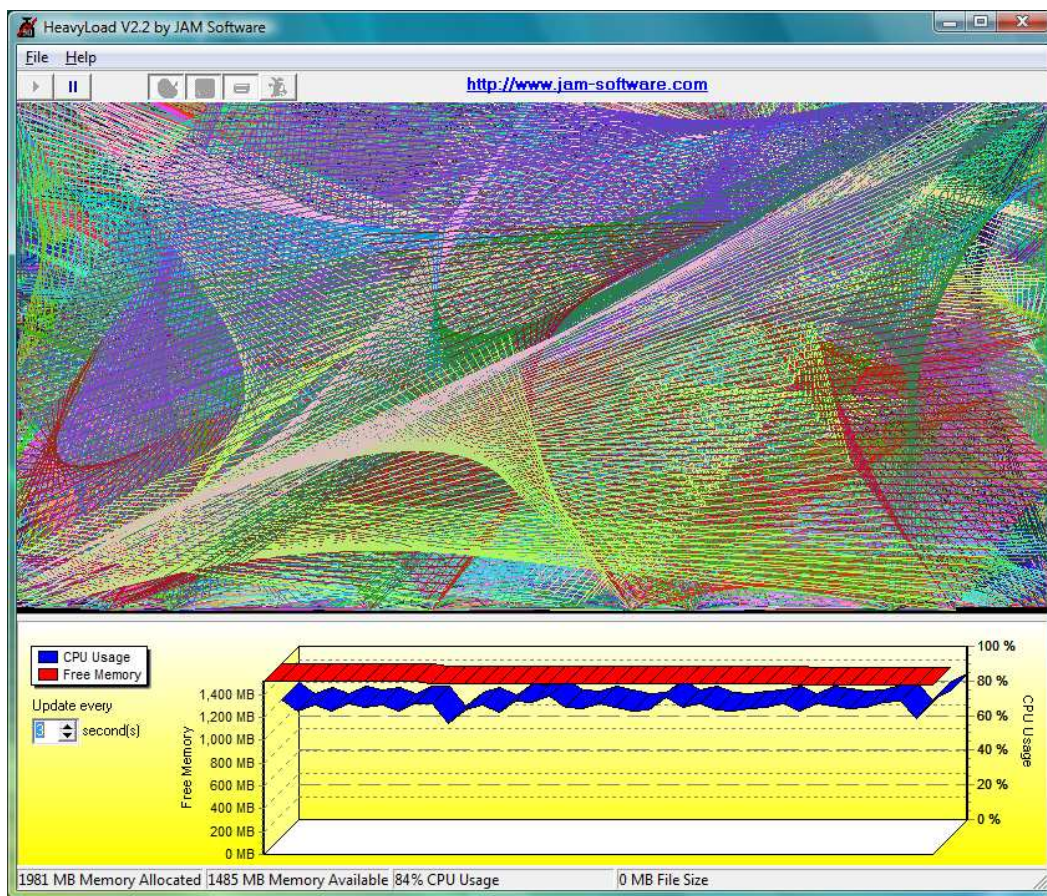 HeavyLoad V2.2 by JAM Software
File Help
http://www.jam-software.com
CPU Usage
Free Memory
Update every
3 second(s)
Free Memory
1,400 MB
1,200 MB
1,000 MB
800 MB
600 MB
400 MB
200 MB
0 MB
100 %
80 %
60 %
40 %
20 %
0 %
CPU Usage
1981 MB Memory Allocated 1485 MB Memory Available 84% CPU Usage 0 MB File Size